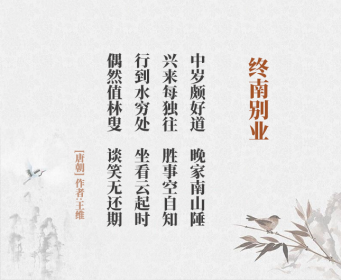 终南别业
中岁颇好道 晚家南山陲
兴来每独往 胜事空自知
行到水穷处 坐看云起时
偶然值林叟 谈笑无还期
[唐朝] 作者:王维